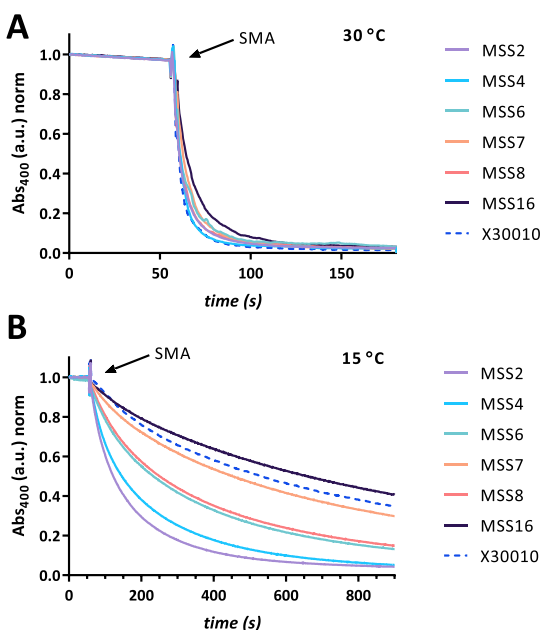 A
SMA
30 °C
Abs400 (a.u.) norm
1.0
0.8
0.6
0.4
0.2
0.0
0
50
100
150
time (s)
MSS2
MSS4
MSS6
MSS7
MSS8
MSS16
X30010
B
SMA
15 °C
Abs400 (a.u.) norm
1.0
0.8
0.6
0.4
0.2
0.0
0
200
400
600
800
time (s)
MSS2
MSS4
MSS6
MSS7
MSS8
MSS16
X30010